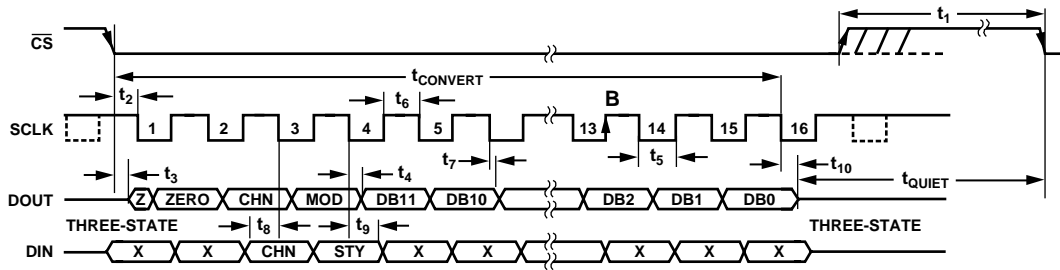 t1
CS
tCONVERT
t2 t6 B
SCLK 1 2 3 4 5 13 14 15 16
t7 t5
t3 t4 t10
tQUIET
DOUT Z ZERO CHN MOD DB11 DB10 DB2 DB1 DB0
THREE-STATE t8 t9 THREE-STATE
DIN X X CHN STY X X X X X